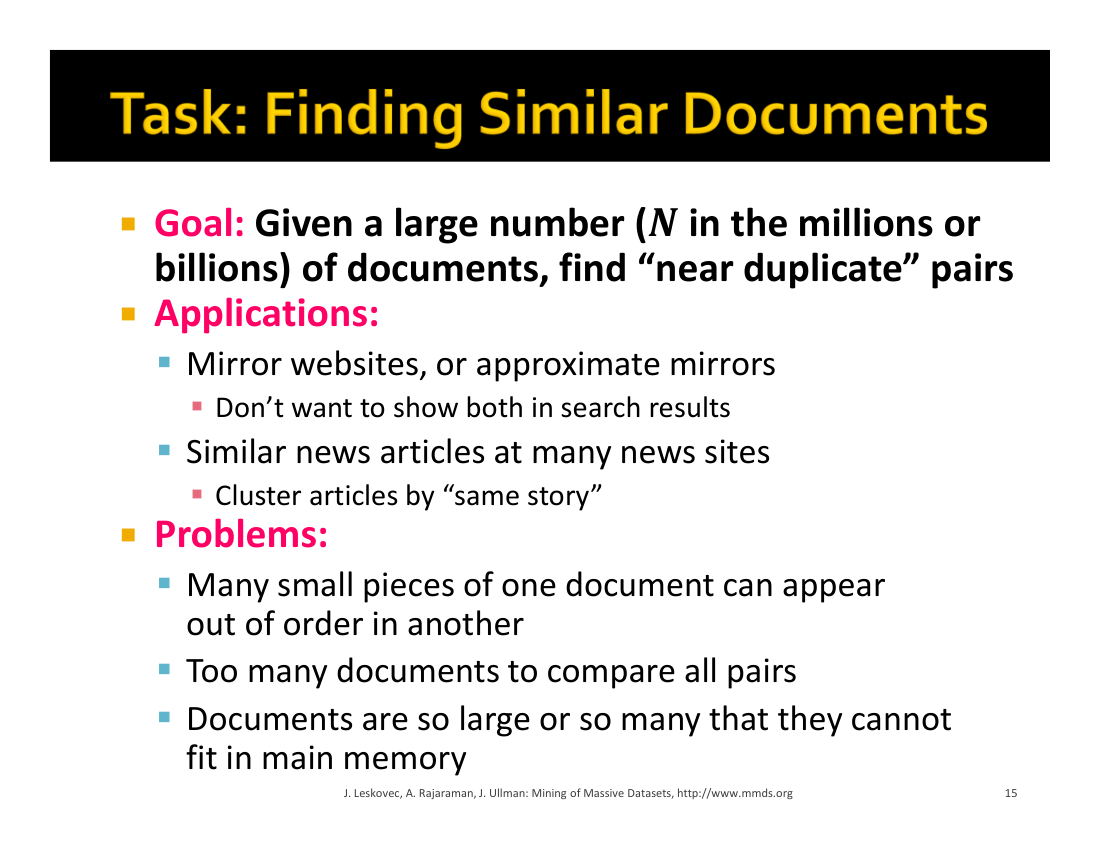 Task: Finding Similar Documents
Goal: Given a large number (N in the millions or
billions) of documents, find “near duplicate” pairs
Applications:
Mirror websites, or approximate mirrors
Don’t want to show both in search results
Similar news articles at many news sites
Cluster articles by “same story”
Problems:
Many small pieces of one document can appear
out of order in another
Too many documents to compare all pairs
Documents are so large or so many that they cannot
fit in main memory
J. Leskovec, A. Rajaraman, J. Ullman: Mining of Massive Datasets, http://www.mmds.org 15